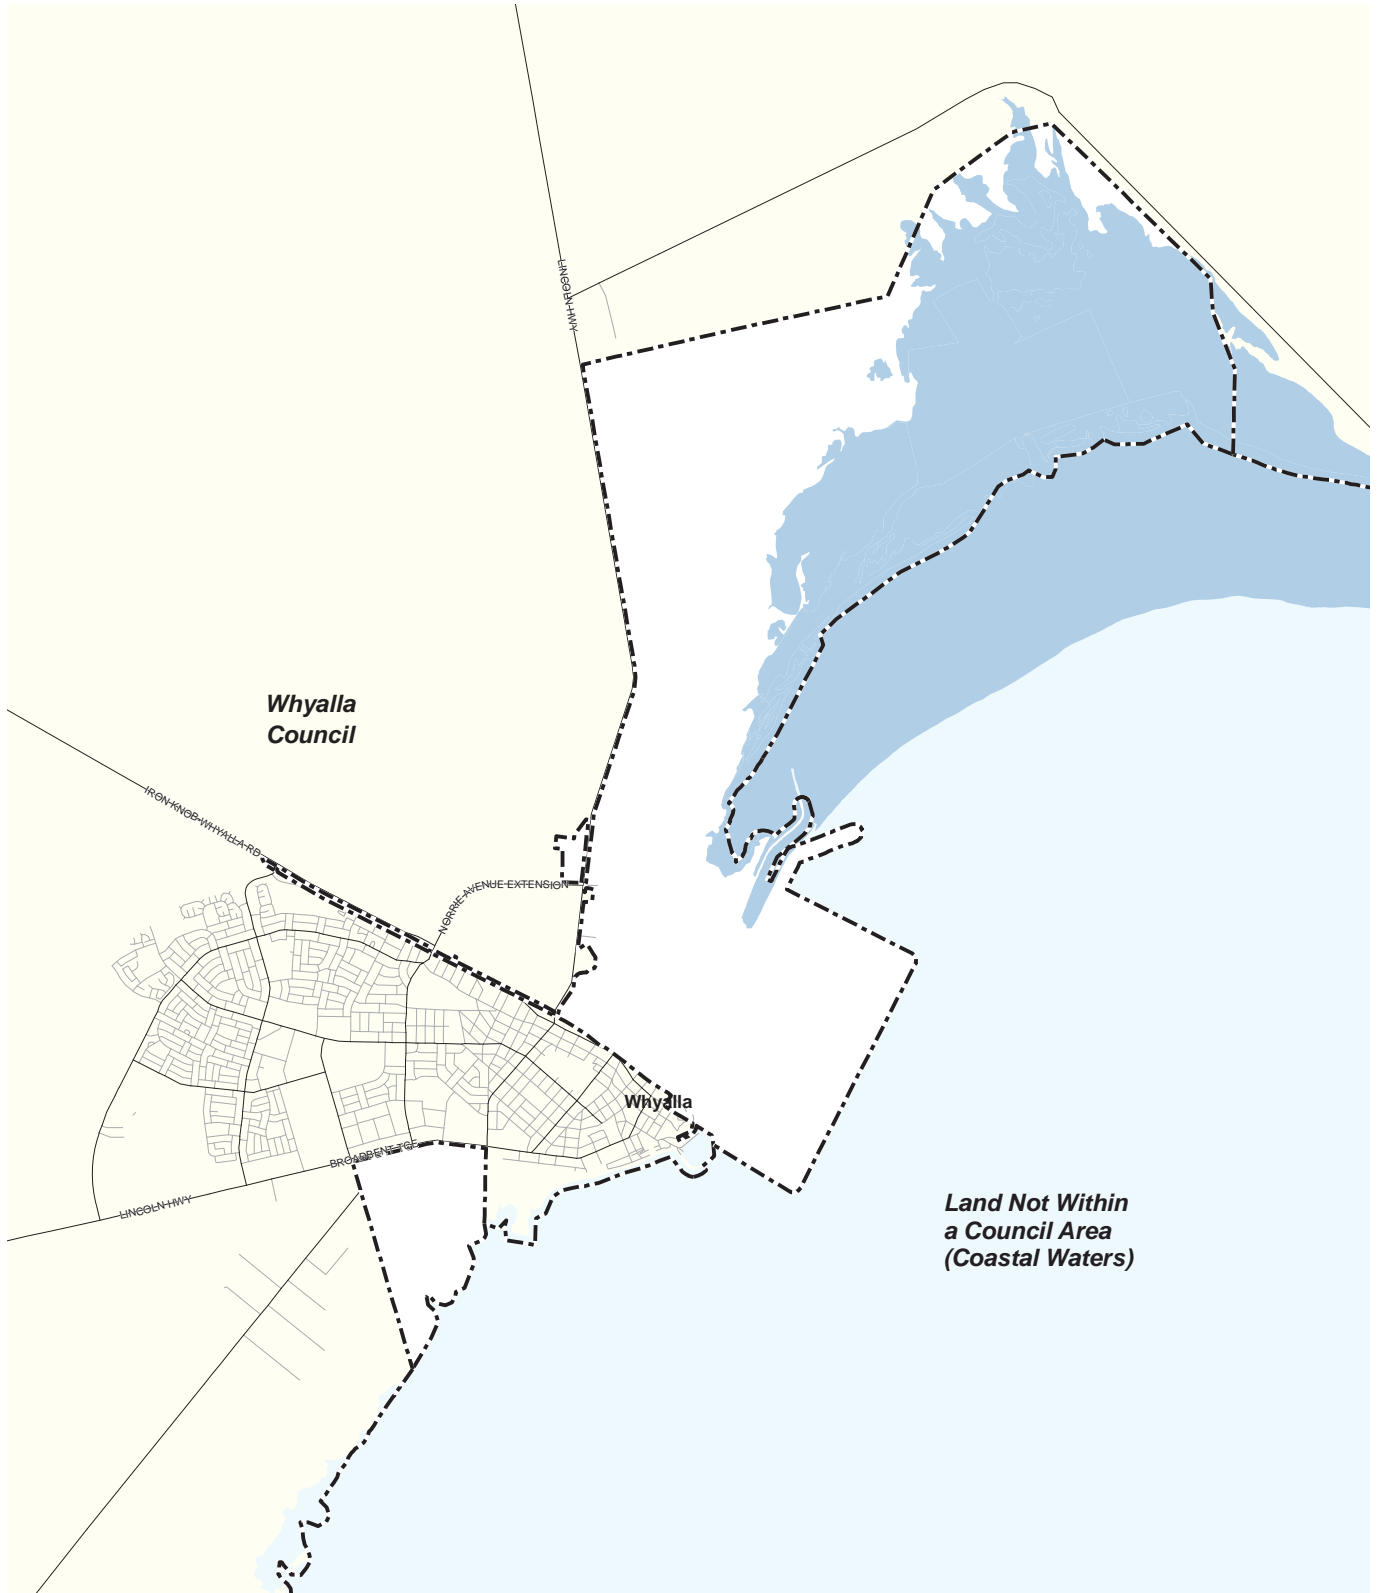 LINCOLN HWY
Whyalla
Council
IRON KNOB-WHYALLA RD
NORRIE AVENUE EXTENSION
Whyalla
BROADBENT TCE
LINCOLN HWY
Land Not Within
a Council Area
(Coastal Waters)